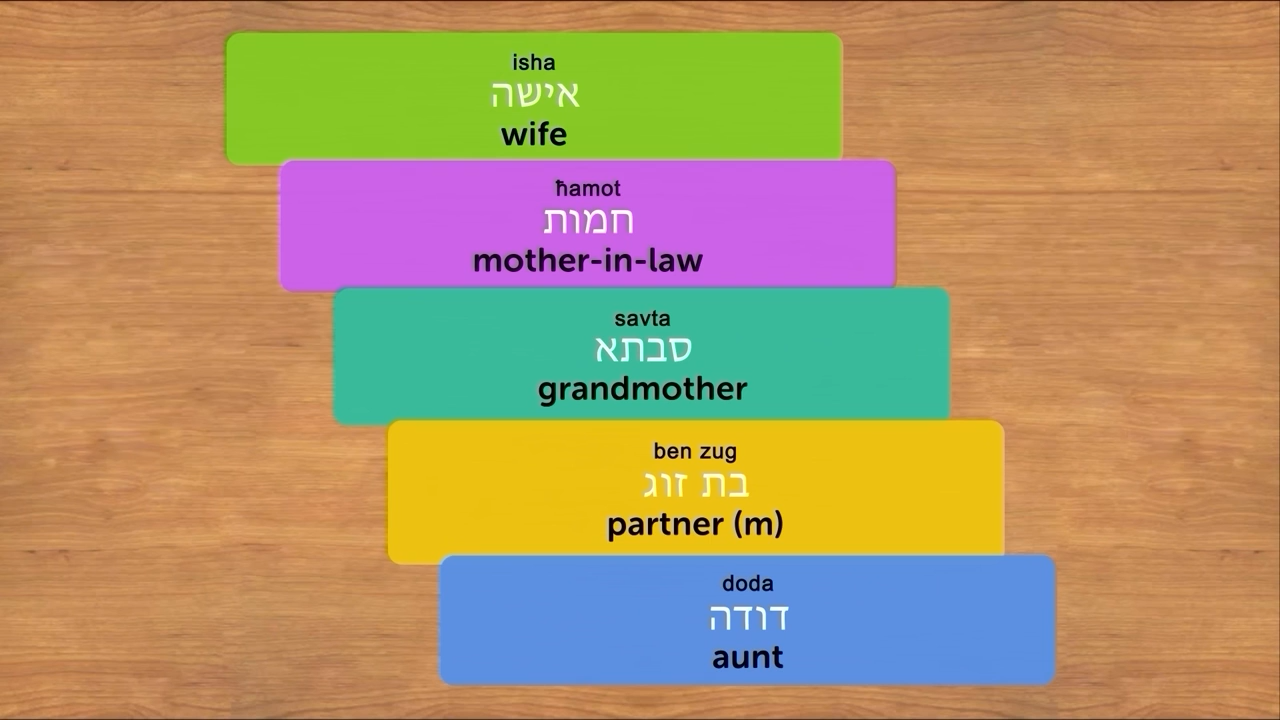 isha
אישה
wife
ħamot
חמות
mother-in-law
savta
סבתא
grandmother
ben zug
בת זוג
partner (m)
doda
דודה
aunt